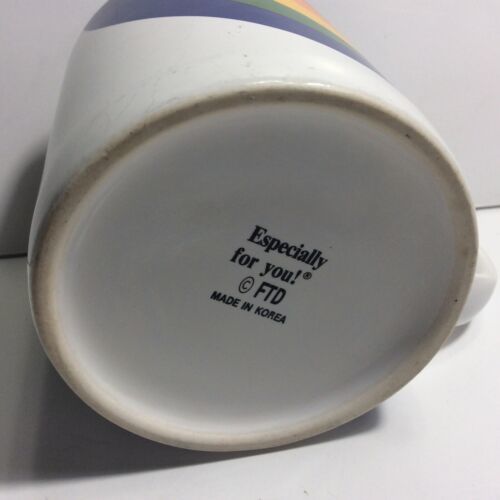 Especially
for you!®
© FTD
MADE IN KOREA